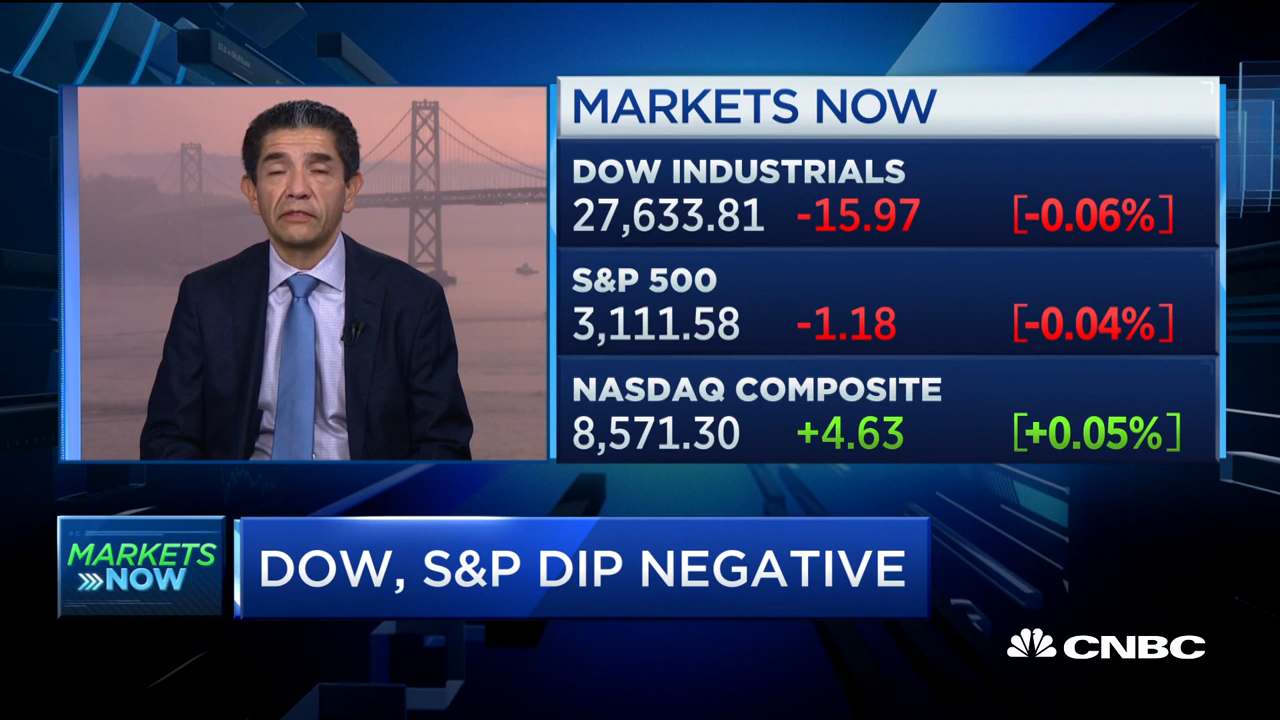 MARKETS NOW
DOW INDUSTRIALS
27,633.81 -15.97 [-0.06%]
S&P 500
3,111.58 -1.18 [-0.04%]
NASDAQ COMPOSITE
8,571.30 +4.63 [+0.05%]
MARKETS
NOW
DOW, S&P DIP NEGATIVE
CNBC